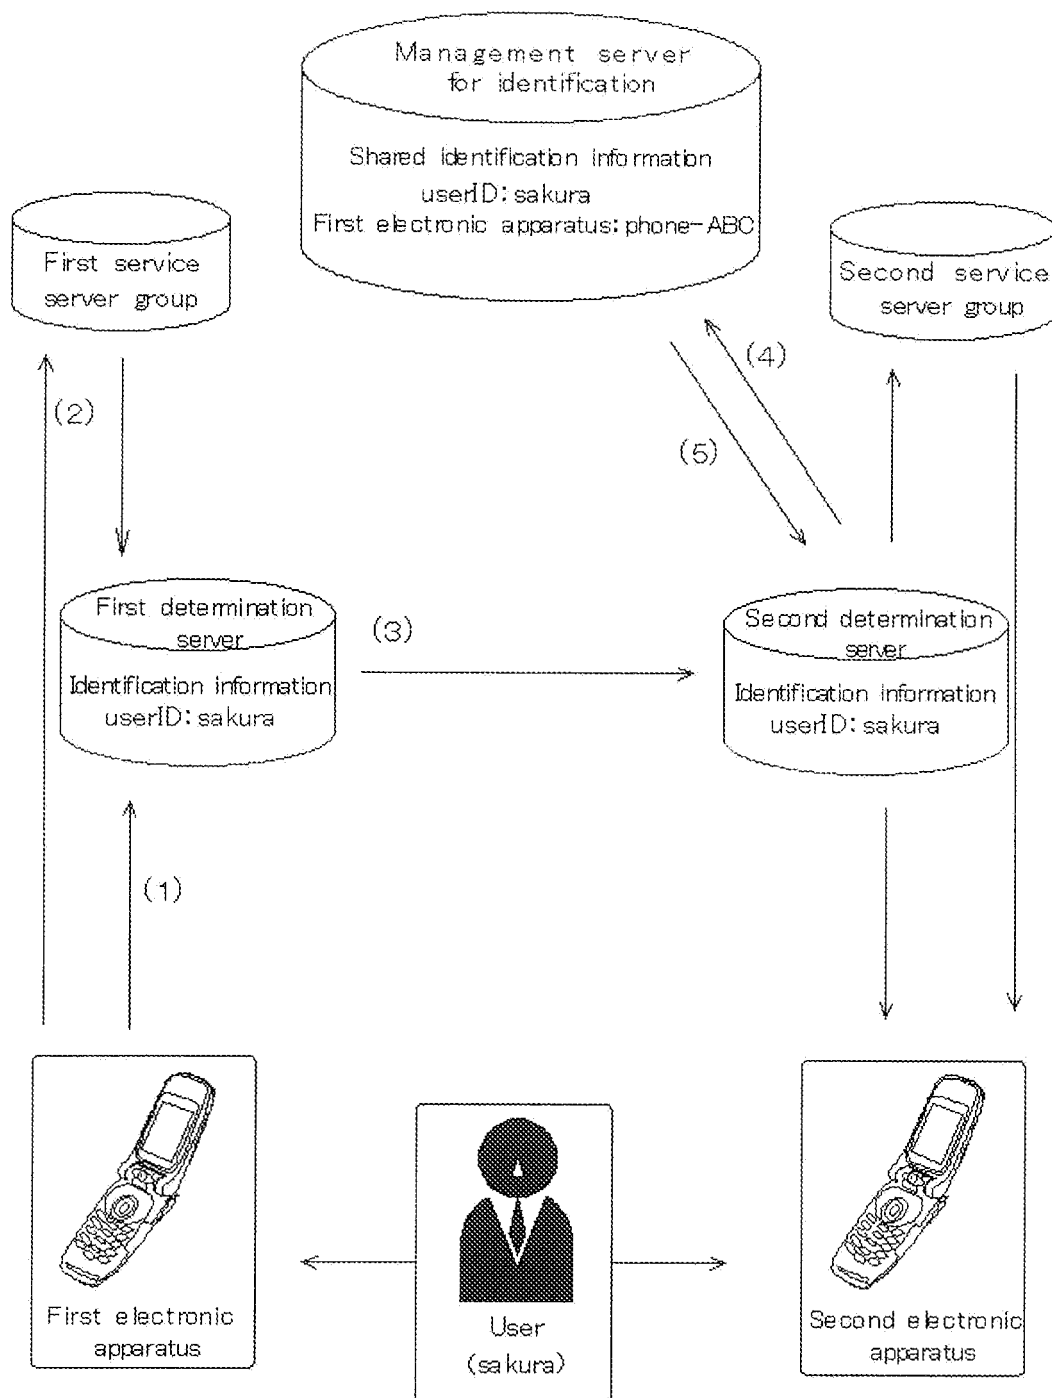 Management server
for identification
Shared identification information
userID:sakura
First electronic apparatus:phone-ABC
First service
server group
Second service
server group
(2)
(4)
(5)
First determination
server
Identification information
userID:sakura
(3)
Second determination
server
Identification information
userID:sakura
(1)
First electronic
apparatus
User
(sakura)
Second electronic
apparatus